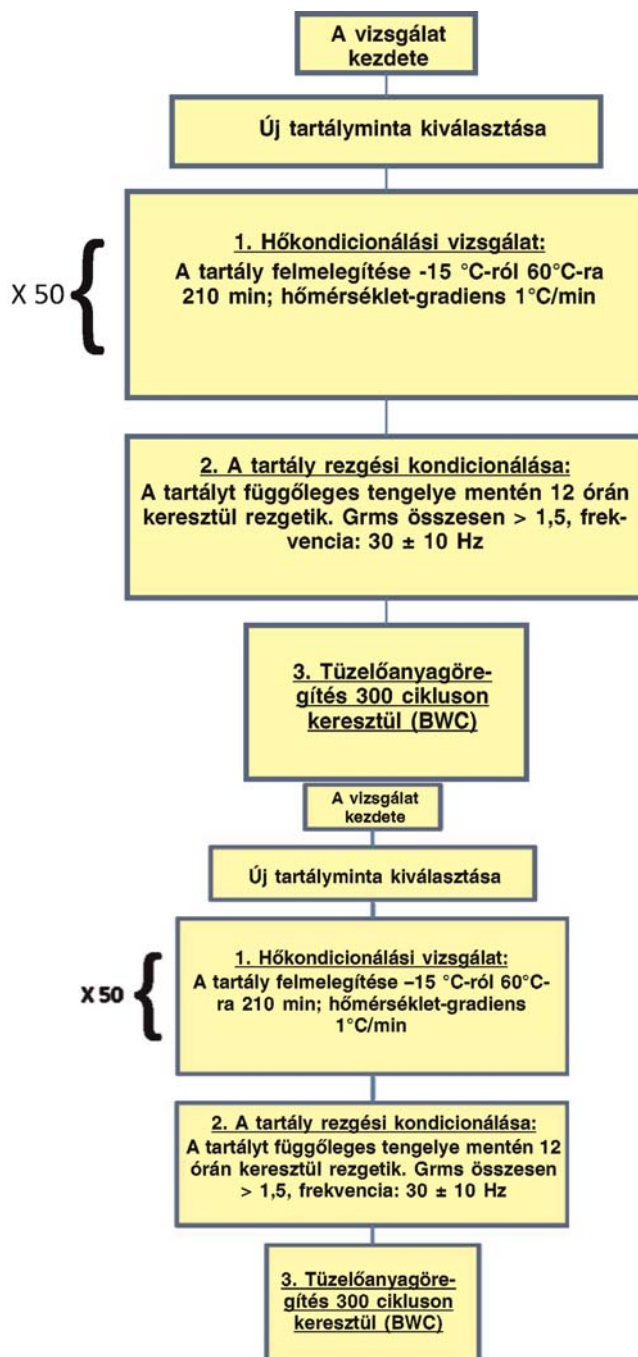 A vizsgálat
kezdete
Új tartályminta kiválasztása
1. Hőkondicionálási vizsgálat:
A tartály felmelegítése -15 °C-ról 60°C-ra
210 min; hőmérséklet-gradiens 1°C/min
X 50
2. A tartály rezgési kondicionálása:
A tartályt függőleges tengelye mentén 12 órán
keresztül rezgetik. Grms összesen > 1,5, frek-
vencia: 30 ± 10 Hz
3. Tüzelőanyagöre-
gítés 300 cikluson
keresztül (BWC)
A vizsgálat
kezdete
Új tartályminta kiválasztása
1. Hőkondicionálási vizsgálat:
A tartály felmelegítése –15 °C-ról 60°C-
ra 210 min; hőmérséklet-gradiens
1°C/min
X 50
2. A tartály rezgési kondicionálása:
A tartályt függőleges tengelye mentén 12
órán keresztül rezgetik. Grms összesen
> 1,5, frekvencia: 30 ± 10 Hz
3. Tüzelőanyagöre-
gítés 300 cikluson
keresztül (BWC)